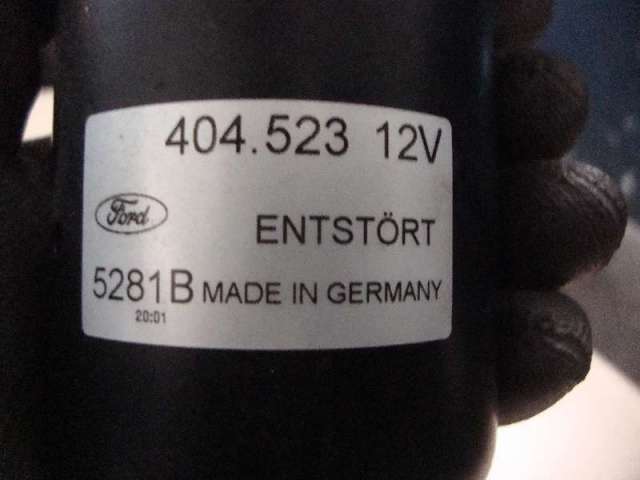 404.523 12V
Ford
ENTSTÖRT
5281B MADE IN GERMANY
20:01